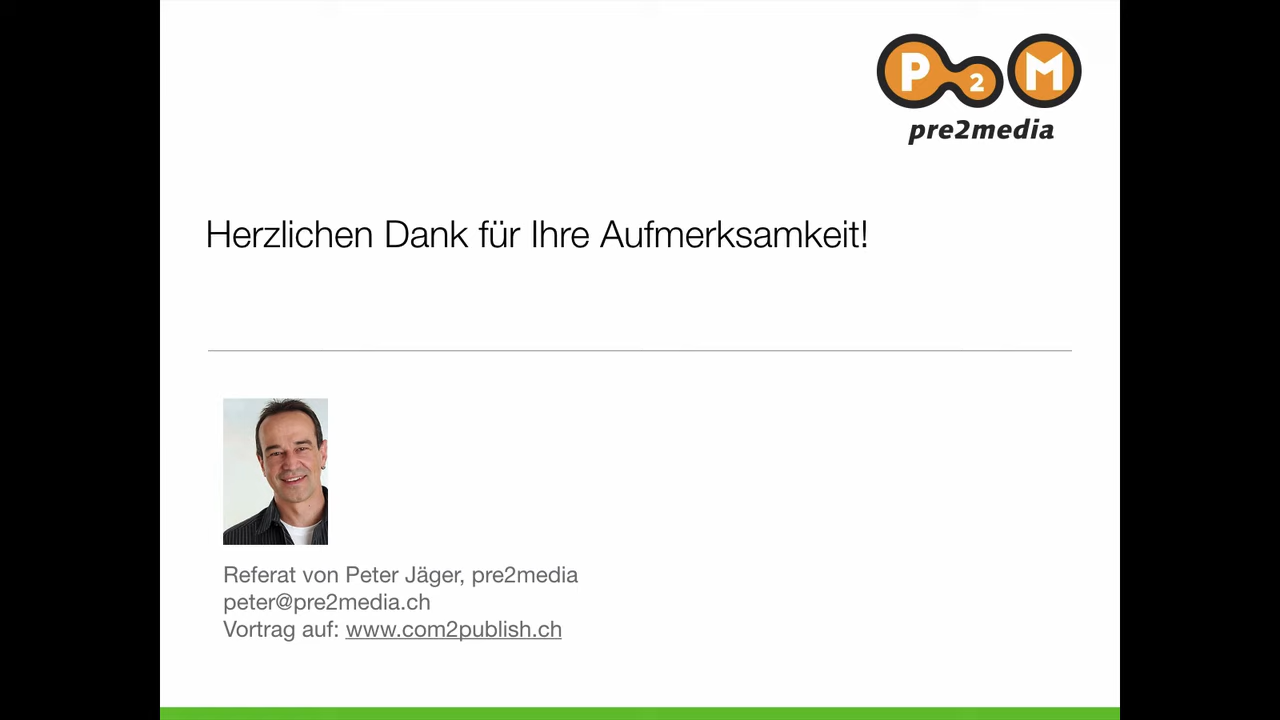 P 2 M
pre2media
Herzlichen Dank für Ihre Aufmerksamkeit!
Referat von Peter Jäger, pre2media
peter@pre2media.ch
Vortrag auf: www.com2publish.ch